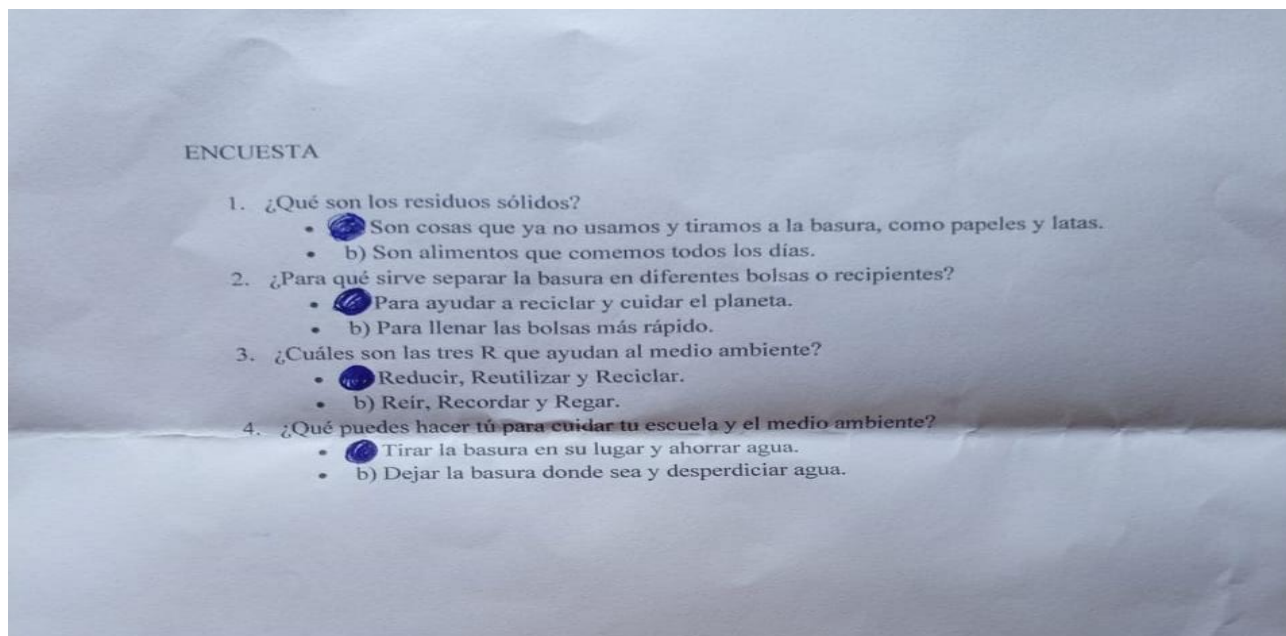 ENCUESTA
1. ¿Qué son los residuos sólidos?
• Son cosas que ya no usamos y tiramos a la basura, como papeles y latas.
• b) Son alimentos que comemos todos los días.
2. ¿Para qué sirve separar la basura en diferentes bolsas o recipientes?
• Para ayudar a reciclar y cuidar el planeta.
• b) Para llenar las bolsas más rápido.
3. ¿Cuáles son las tres R que ayudan al medio ambiente?
• Reducir, Reutilizar y Reciclar.
• b) Reír, Recordar y Regar.
4. ¿Qué puedes hacer tú para cuidar tu escuela y el medio ambiente?
• Tirar la basura en su lugar y ahorrar agua.
• b) Dejar la basura donde sea y desperdiciar agua.